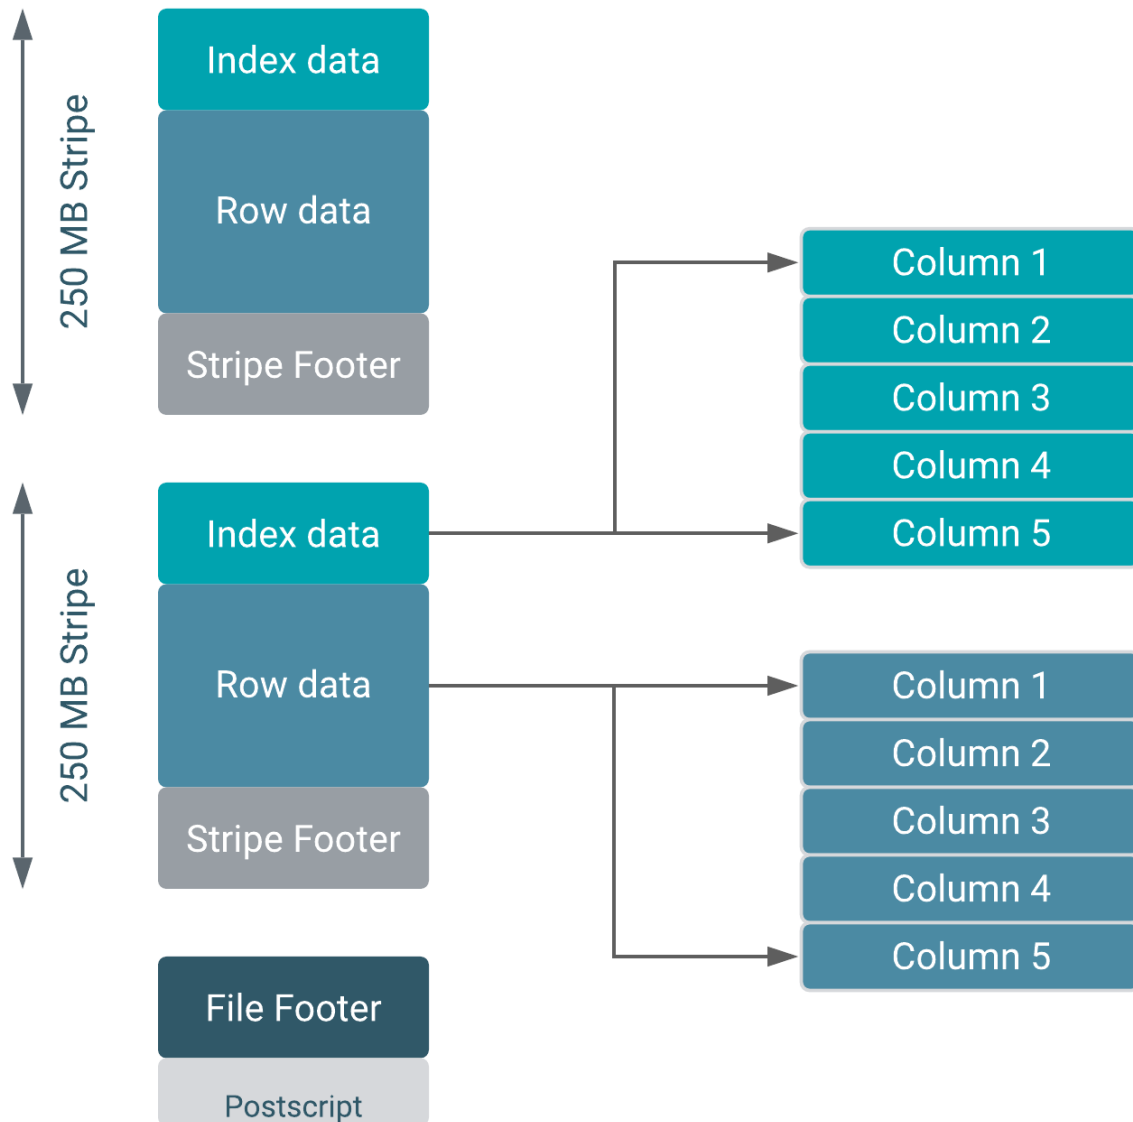 250 MB Stripe
Index data
Row data
Stripe Footer
250 MB Stripe
Index data
Row data
Stripe Footer
File Footer
Postscript
Column 1
Column 2
Column 3
Column 4
Column 5
Column 1
Column 2
Column 3
Column 4
Column 5